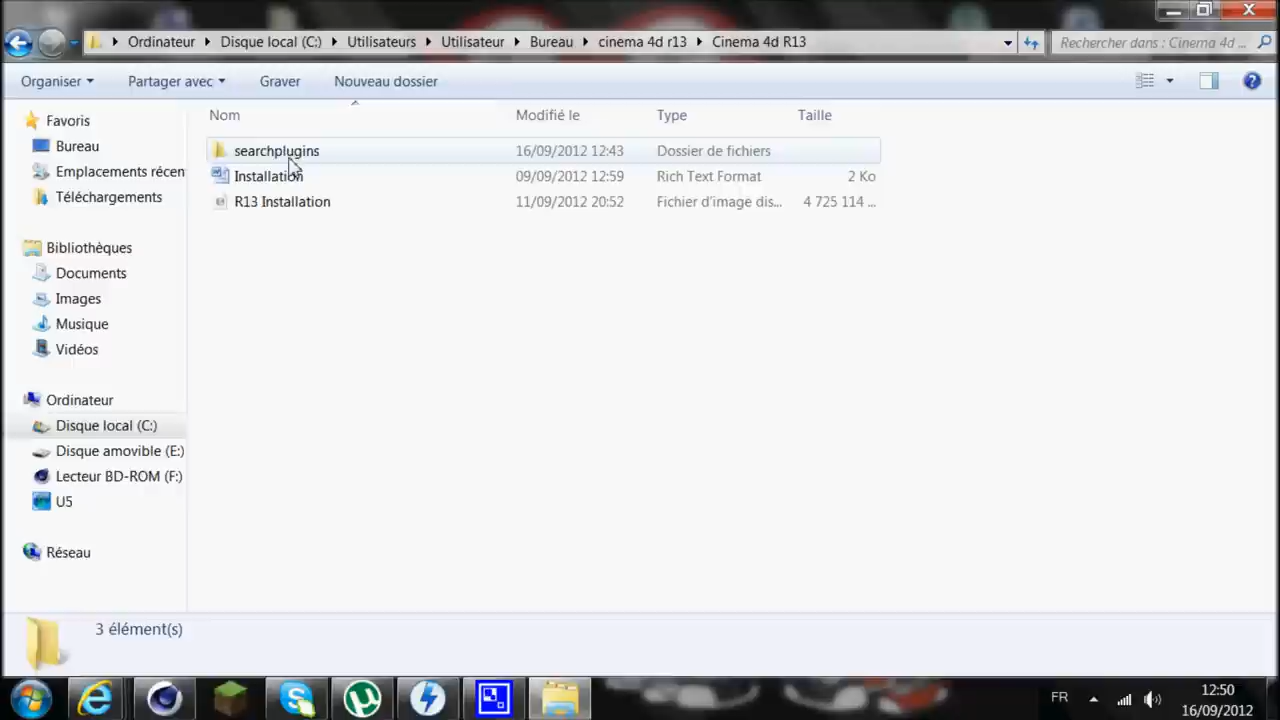 Ordinateur Disque local (C:) Utilisateurs Utilisateur Bureau cinema 4d r13 Cinema 4d R13
Rechercher dans : Cinema 4d ...
Organiser Partager avec Graver Nouveau dossier
Nom Modifié le Type Taille
searchplugins 16/09/2012 12:43 Dossier de fichiers
Installation 09/09/2012 12:59 Rich Text Format 2 Ko
R13 Installation 11/09/2012 20:52 Fichier d'image dis... 4 725 114 ...
Favoris
Bureau
Emplacements récen
Téléchargements
Bibliothèques
Documents
Images
Musique
Vidéos
Ordinateur
Disque local (C:)
Disque amovible (E:)
Lecteur BD-ROM (F:)
U5
Réseau
3 élément(s)
FR
12:50
16/09/2012